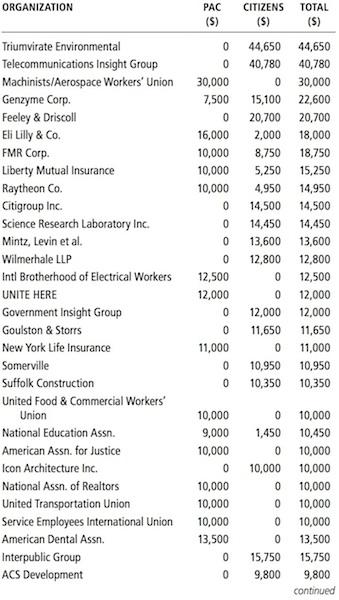 ORGANIZATION PAC CITIZENS TOTAL
($) ($) ($)
Triumvirate Environmental 0 44,650 44,650
Telecommunications Insight Group 0 40,780 40,780
Machinists/Aerospace Workers' Union 30,000 0 30,000
Genzyme Corp. 7,500 15,100 22,600
Feeley & Driscoll 0 20,700 20,700
Eli Lilly & Co. 16,000 2,000 18,000
FMR Corp. 10,000 8,750 18,750
Liberty Mutual Insurance 10,000 5,250 15,250
Raytheon Co. 10,000 4,950 14,950
Citigroup Inc. 0 14,500 14,500
Science Research Laboratory Inc. 0 14,450 14,450
Mintz, Levin et al. 0 13,600 13,600
Wilmerhale LLP 0 12,800 12,800
Intl Brotherhood of Electrical Workers 12,500 0 12,500
UNITE HERE 12,000 0 12,000
Government Insight Group 0 12,000 12,000
Goulston & Storrs 0 11,650 11,650
New York Life Insurance 11,000 0 11,000
Somerville 0 10,950 10,950
Suffolk Construction 0 10,350 10,350
United Food & Commercial Workers'
Union 10,000 0 10,000
National Education Assn. 9,000 1,450 10,450
American Assn. for Justice 10,000 0 10,000
Icon Architecture Inc. 0 10,000 10,000
National Assn. of Realtors 10,000 0 10,000
United Transportation Union 10,000 0 10,000
Service Employees International Union 10,000 0 10,000
American Dental Assn. 13,500 0 13,500
Interpublic Group 0 15,750 15,750
ACS Development 0 9,800 9,800
continued